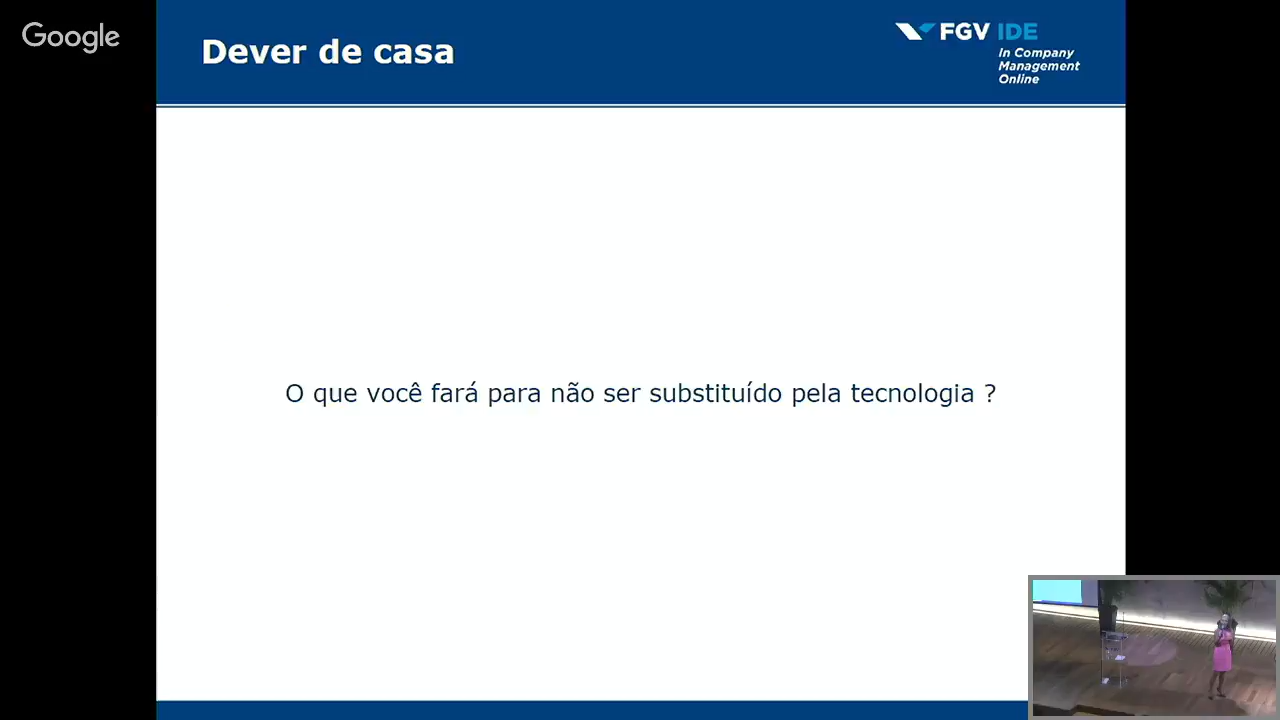 Google
Dever de casa
FGV IDE
In Company
Management
Online
O que você fará para não ser substituído pela tecnologia ?